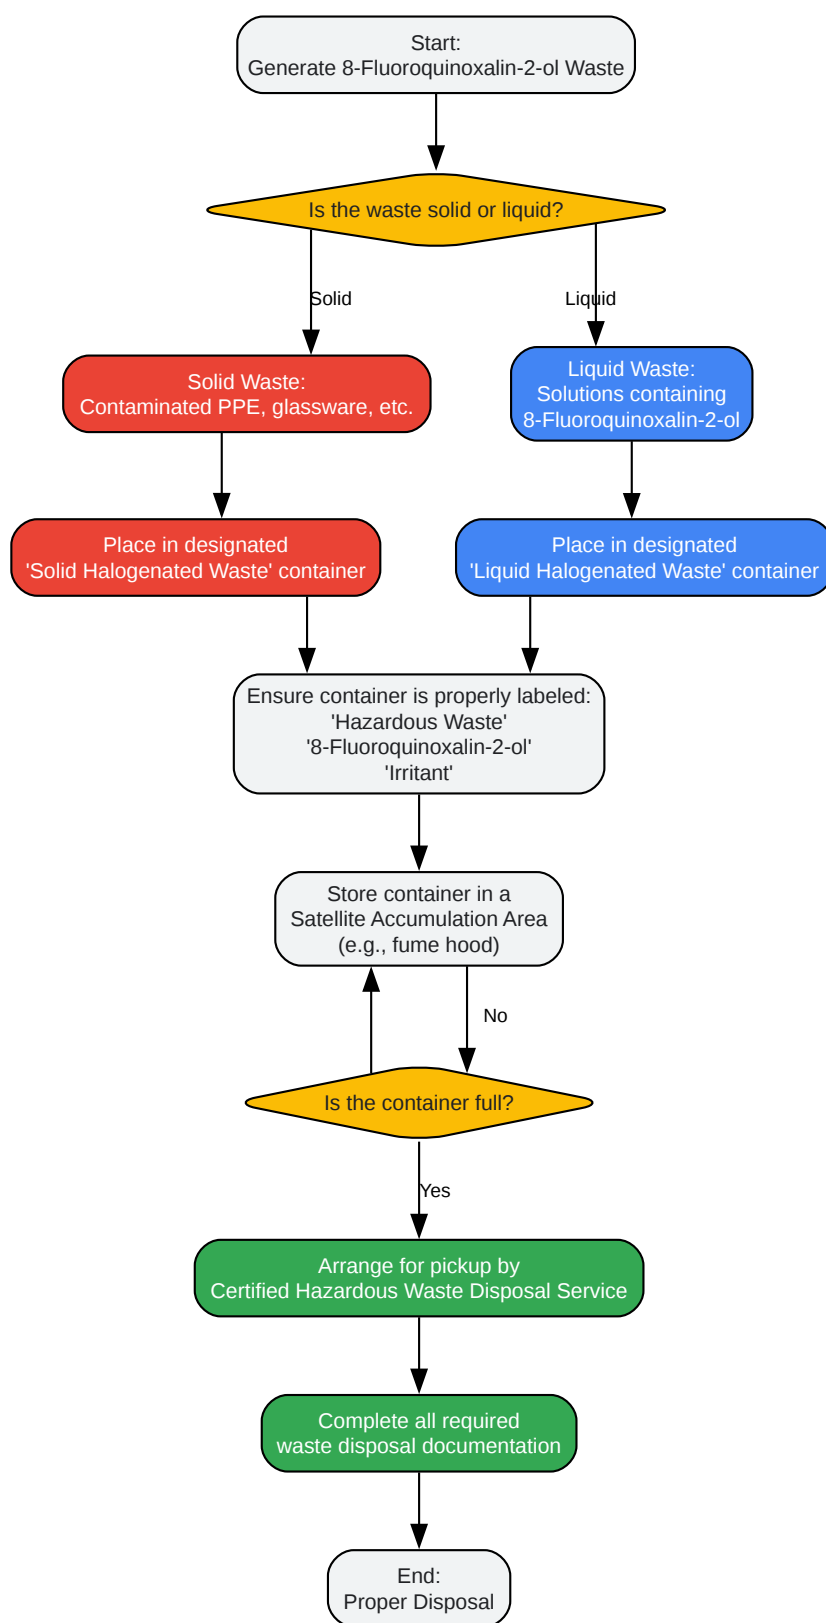 Start:
Generate 8-Fluoroquinoxalin-2-ol Waste
Is the waste solid or liquid?
Solid
Liquid
Solid Waste:
Contaminated PPE, glassware, etc.
Liquid Waste:
Solutions containing
8-Fluoroquinoxalin-2-ol
Place in designated
'Solid Halogenated Waste' container
Place in designated
'Liquid Halogenated Waste' container
Ensure container is properly labeled:
'Hazardous Waste'
'8-Fluoroquinoxalin-2-ol'
'Irritant'
Store container in a
Satellite Accumulation Area
(e.g., fume hood)
No
Is the container full?
Yes
Arrange for pickup by
Certified Hazardous Waste Disposal Service
Complete all required
waste disposal documentation
End:
Proper Disposal